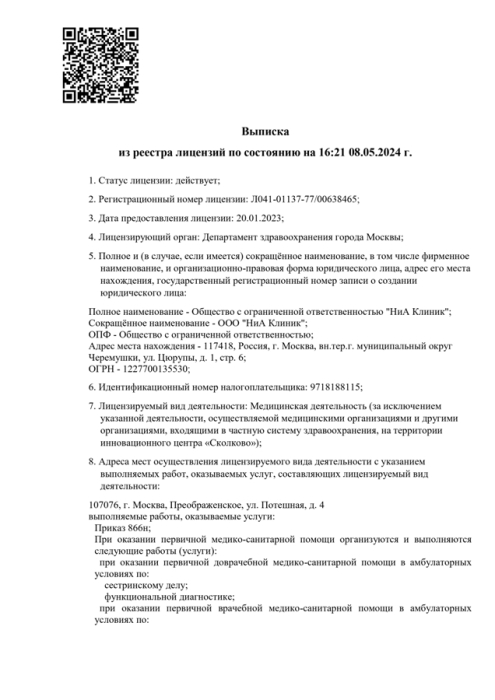 Выписка
из реестра лицензий по состоянию на 16:21 08.05.2024 г.
1. Статус лицензии: действует;
2. Регистрационный номер лицензии: Л041-01137-77/00638465;
3. Дата предоставления лицензии: 20.01.2023;
4. Лицензирующий орган: Департамент здравоохранения города Москвы;
5. Полное и (в случае, если имеется) сокращённое наименование, в том числе фирменное
наименование, и организационно-правовая форма юридического лица, адрес его места
нахождения, государственный регистрационный номер записи о создании
юридического лица:
Полное наименование - Общество с ограниченной ответственностью "НиА Клиник";
Сокращённое наименование - ООО "НиА Клиник";
ОПФ - Общество с ограниченной ответственностью;
Адрес места нахождения - 117418, Россия, г. Москва, вн.тер.г. муниципальный округ
Черемушки, ул. Цюрупы, д. 1, стр. 6;
ОГРН - 1227700135530;
6. Идентификационный номер налогоплательщика: 9718188115;
7. Лицензируемый вид деятельности: Медицинская деятельность (за исключением
указанной деятельности, осуществляемой медицинскими организациями и другими
организациями, входящими в частную систему здравоохранения, на территории
инновационного центра «Сколково»);
8. Адреса мест осуществления лицензируемого вида деятельности с указанием
выполняемых работ, оказываемых услуг, составляющих лицензируемый вид
деятельности:
107076, г. Москва, Преображенское, ул. Потешная, д. 4
выполняемые работы, оказываемые услуги:
Приказ 866н;
При оказании первичной медико-санитарной помощи организуются и выполняются
следующие работы (услуги):
при оказании первичной доврачебной медико-санитарной помощи в амбулаторных
условиях по:
сестринскому делу;
функциональной диагностике;
при оказании первичной врачебной медико-санитарной помощи в амбулаторных
условиях по: